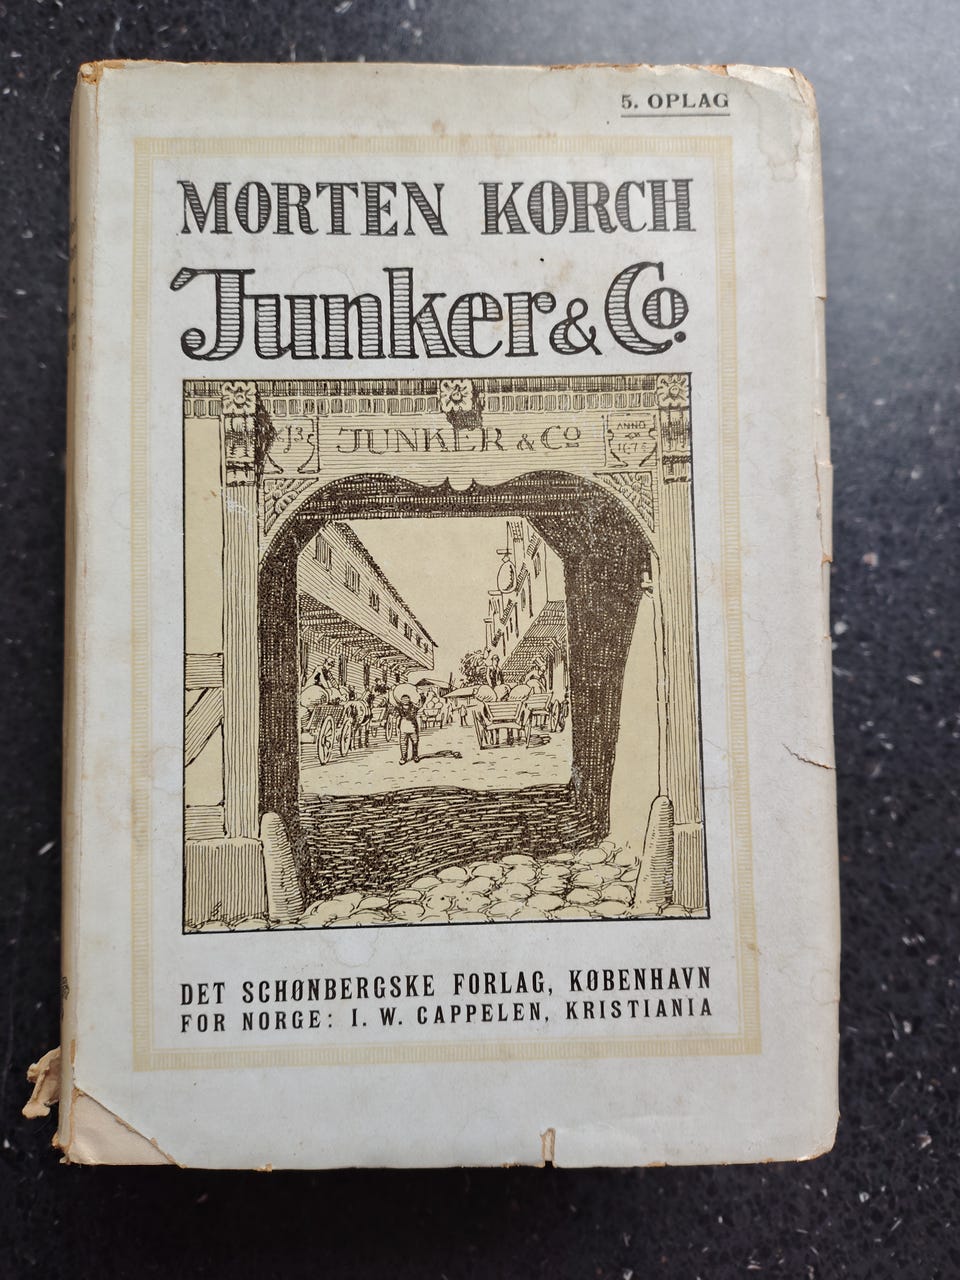 5. OPLAG
MORTEN KORCH
Junker & Co.
JUNKER & Co
ANNO
DET SCHØNBERGSKE FORLAG, KØBENHAVN
FOR NORGE: I. W. CAPPELEN, KRISTIANIA